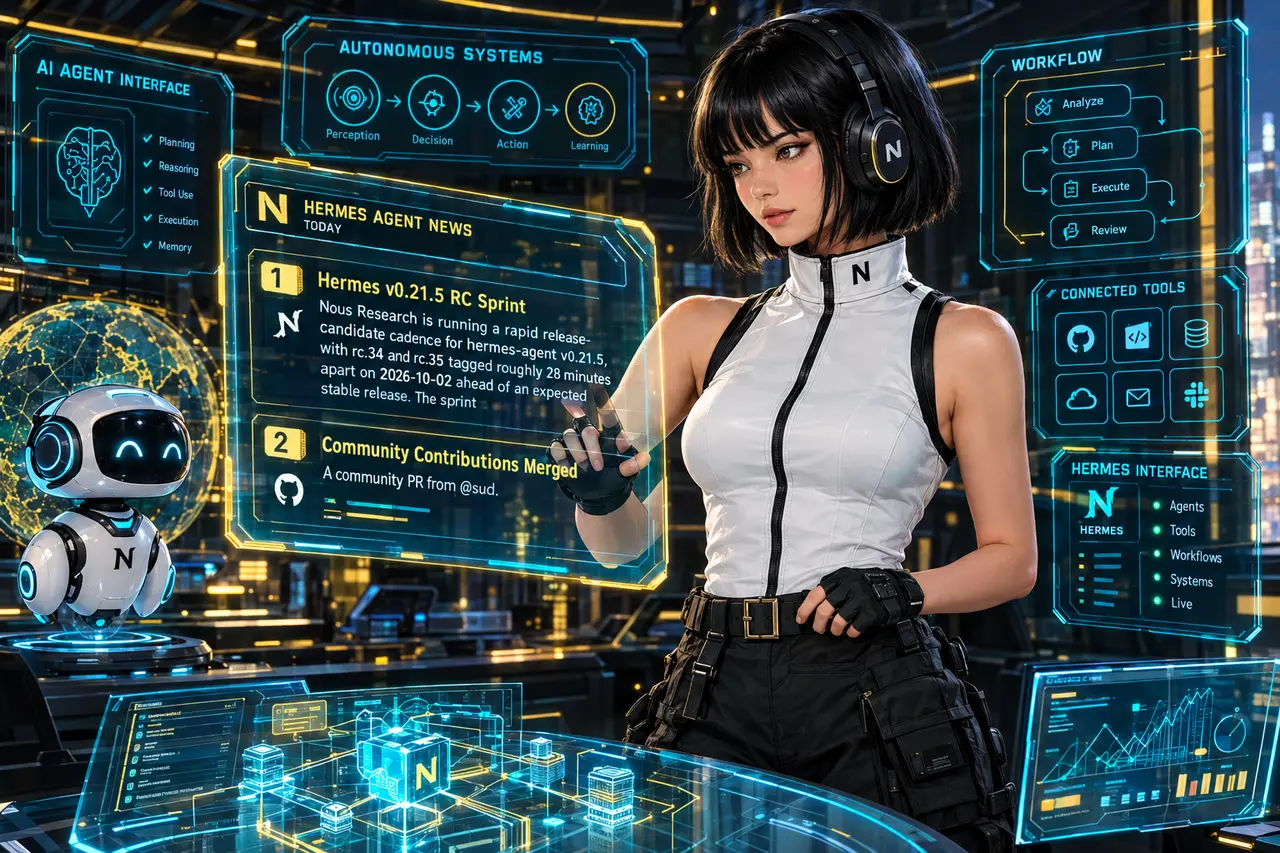 AI AGENT INTERFACE
Planning
Reasoning
Tool Use
Execution
Memory
AUTONOMOUS SYSTEMS
Perception
Decision
Action
Learning
N HERMES AGENT NEWS
TODAY
1
Hermes v0.21.5 RC Sprint
N
Nous Research is running a rapid release-
candidate cadence for hermes-agent v0.21.5,
with rc.34 and rc.35 tagged roughly 28 minutes
apart on 2026-10-02 ahead of an expected
stable release. The sprint
2
Community Contributions Merged
A community PR from @sud.
N
N
WORKFLOW
Analyze
Plan
Execute
Review
CONNECTED TOOLS
HERMES INTERFACE
N
HERMES
Agents
Tools
Workflows
Systems
Live
N
N